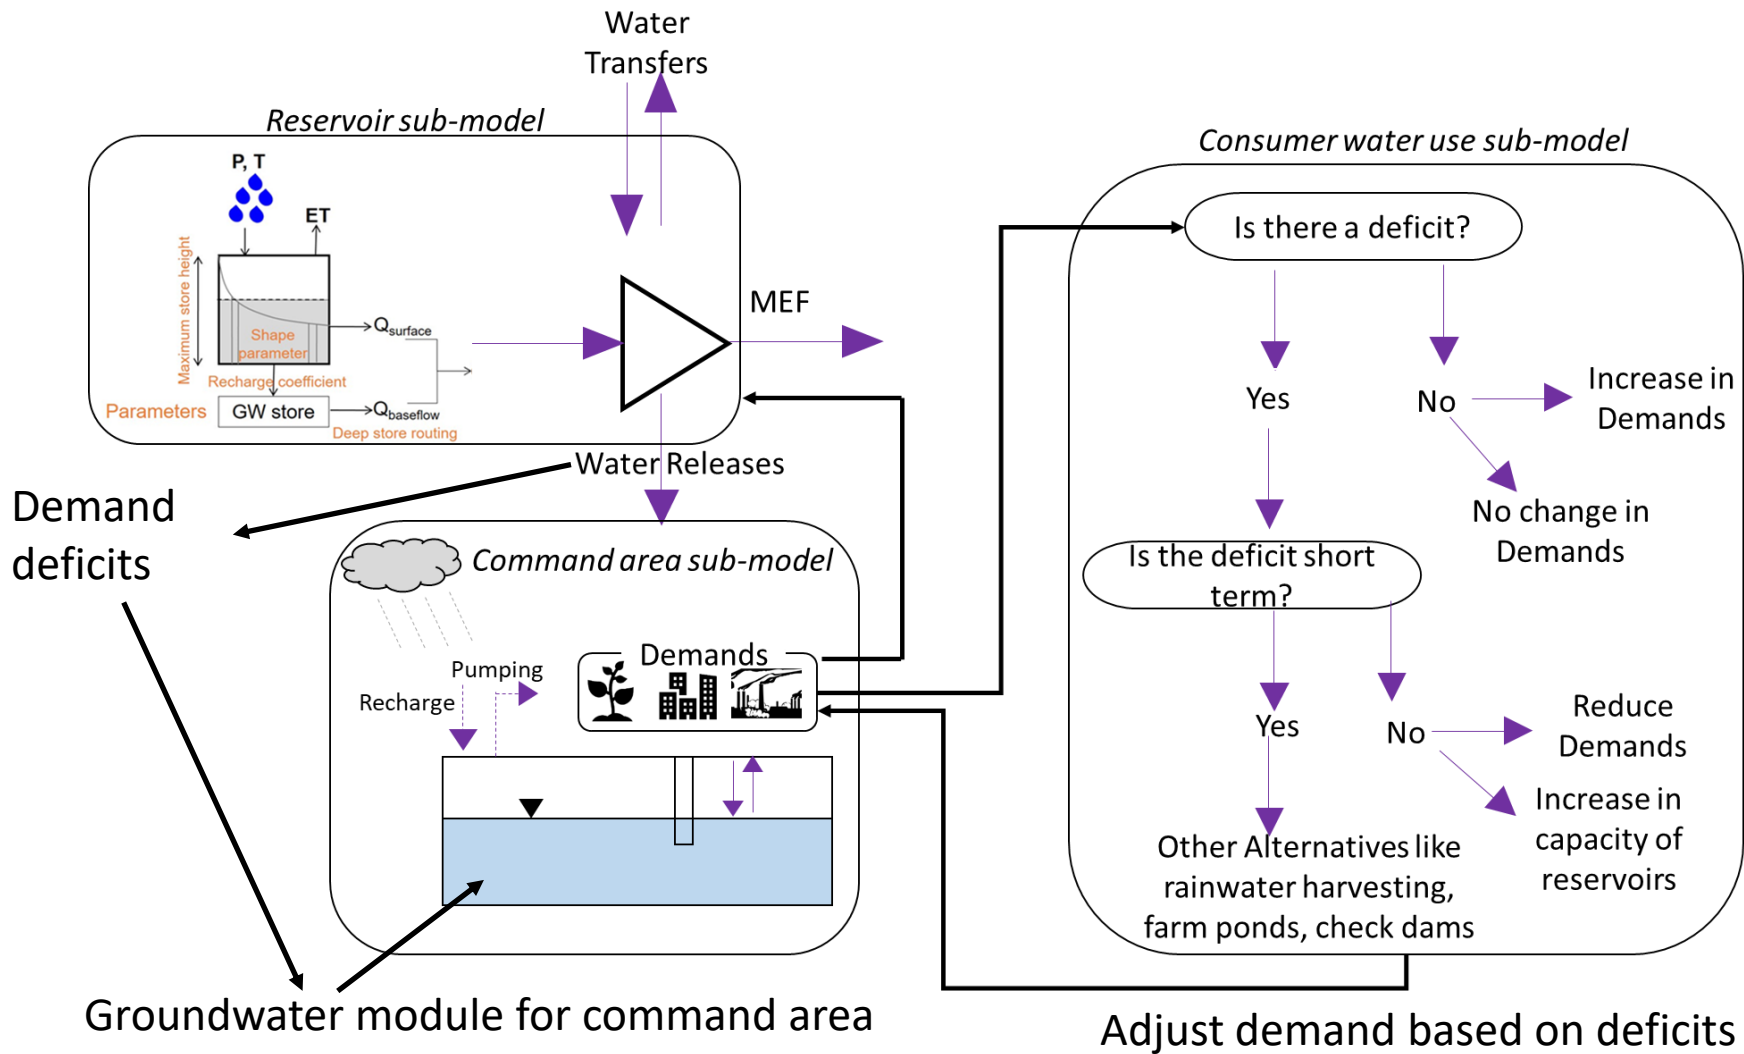 Water
Transfers
Reservoir sub-model
P, T
ET
Maximum store height
Shape
parameter
Qsurface
Recharge coefficient
Parameters
GW store
Qbaseflow
Deep store routing
MEF
Water Releases
Demand
deficits
Command area sub-model
Demands
Pumping
Recharge
Groundwater module for command area
Consumer water use sub-model
Is there a deficit?
Yes
No
Increase in
Demands
No change in
Demands
Is the deficit short
term?
Yes
No
Reduce
Demands
Increase in
capacity of
reservoirs
Other Alternatives like
rainwater harvesting,
farm ponds, check dams
Adjust demand based on deficits